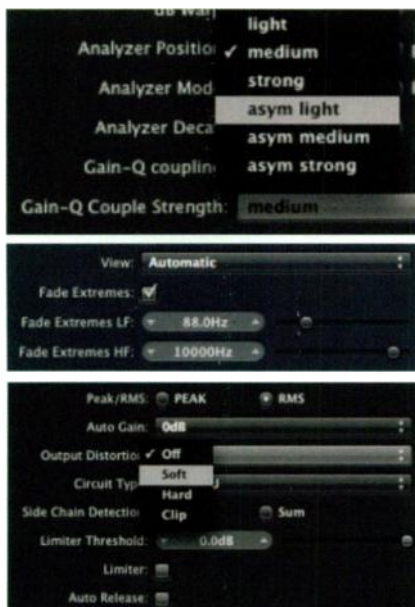 dB Warp
light
Analyzer Positio ✓ medium
Analyzer Mod strong
asym light
Analyzer Deca asym medium
Gain-Q coupling asym strong
Gain-Q Couple Strength: medium
View: Automatic
Fade Extremes:
Fade Extremes LF: 88.0Hz
Fade Extremes HF: 10000Hz
Peak/RMS: PEAK RMS
Auto Gain: 0dB
Output Distortio ✓ Off
Soft
Circuit Typ
Hard
Side Chain Detectio Clip Sum
Limiter Threshold: 0.0dB
Limiter:
Auto Release: